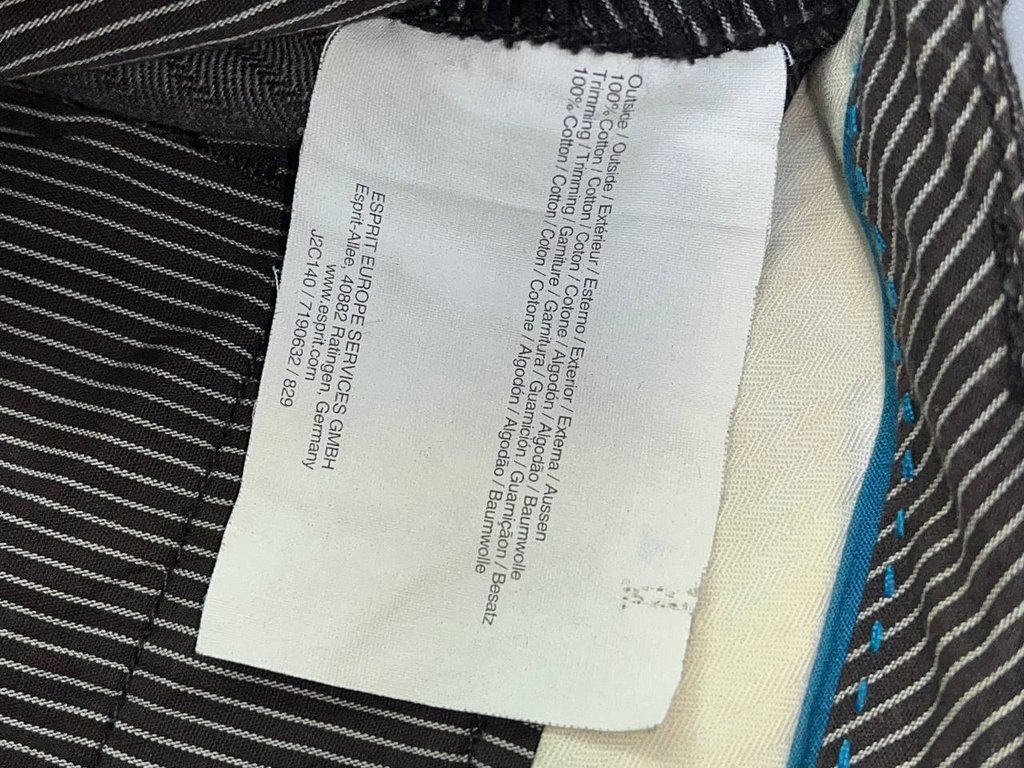 Outside / Outside / Extérieur / Esterno / Exterior / Externa / Aussen
100% Cotton / Cotton / Coton / Cotone / Algodón / Algodão / Baumwolle
Trimming / Trimming / Garniture / Garnitura / Guarnición / Guarniçãon / Besatz
100% Cotton / Cotton / Coton / Cotone / Algodón / Algodão / Baumwolle
ESPRIT EUROPE SERVICES GMBH
Esprit-Allee, 40882 Ratingen, Germany
www.esprit.com
J2C140 / 7190632 / 829